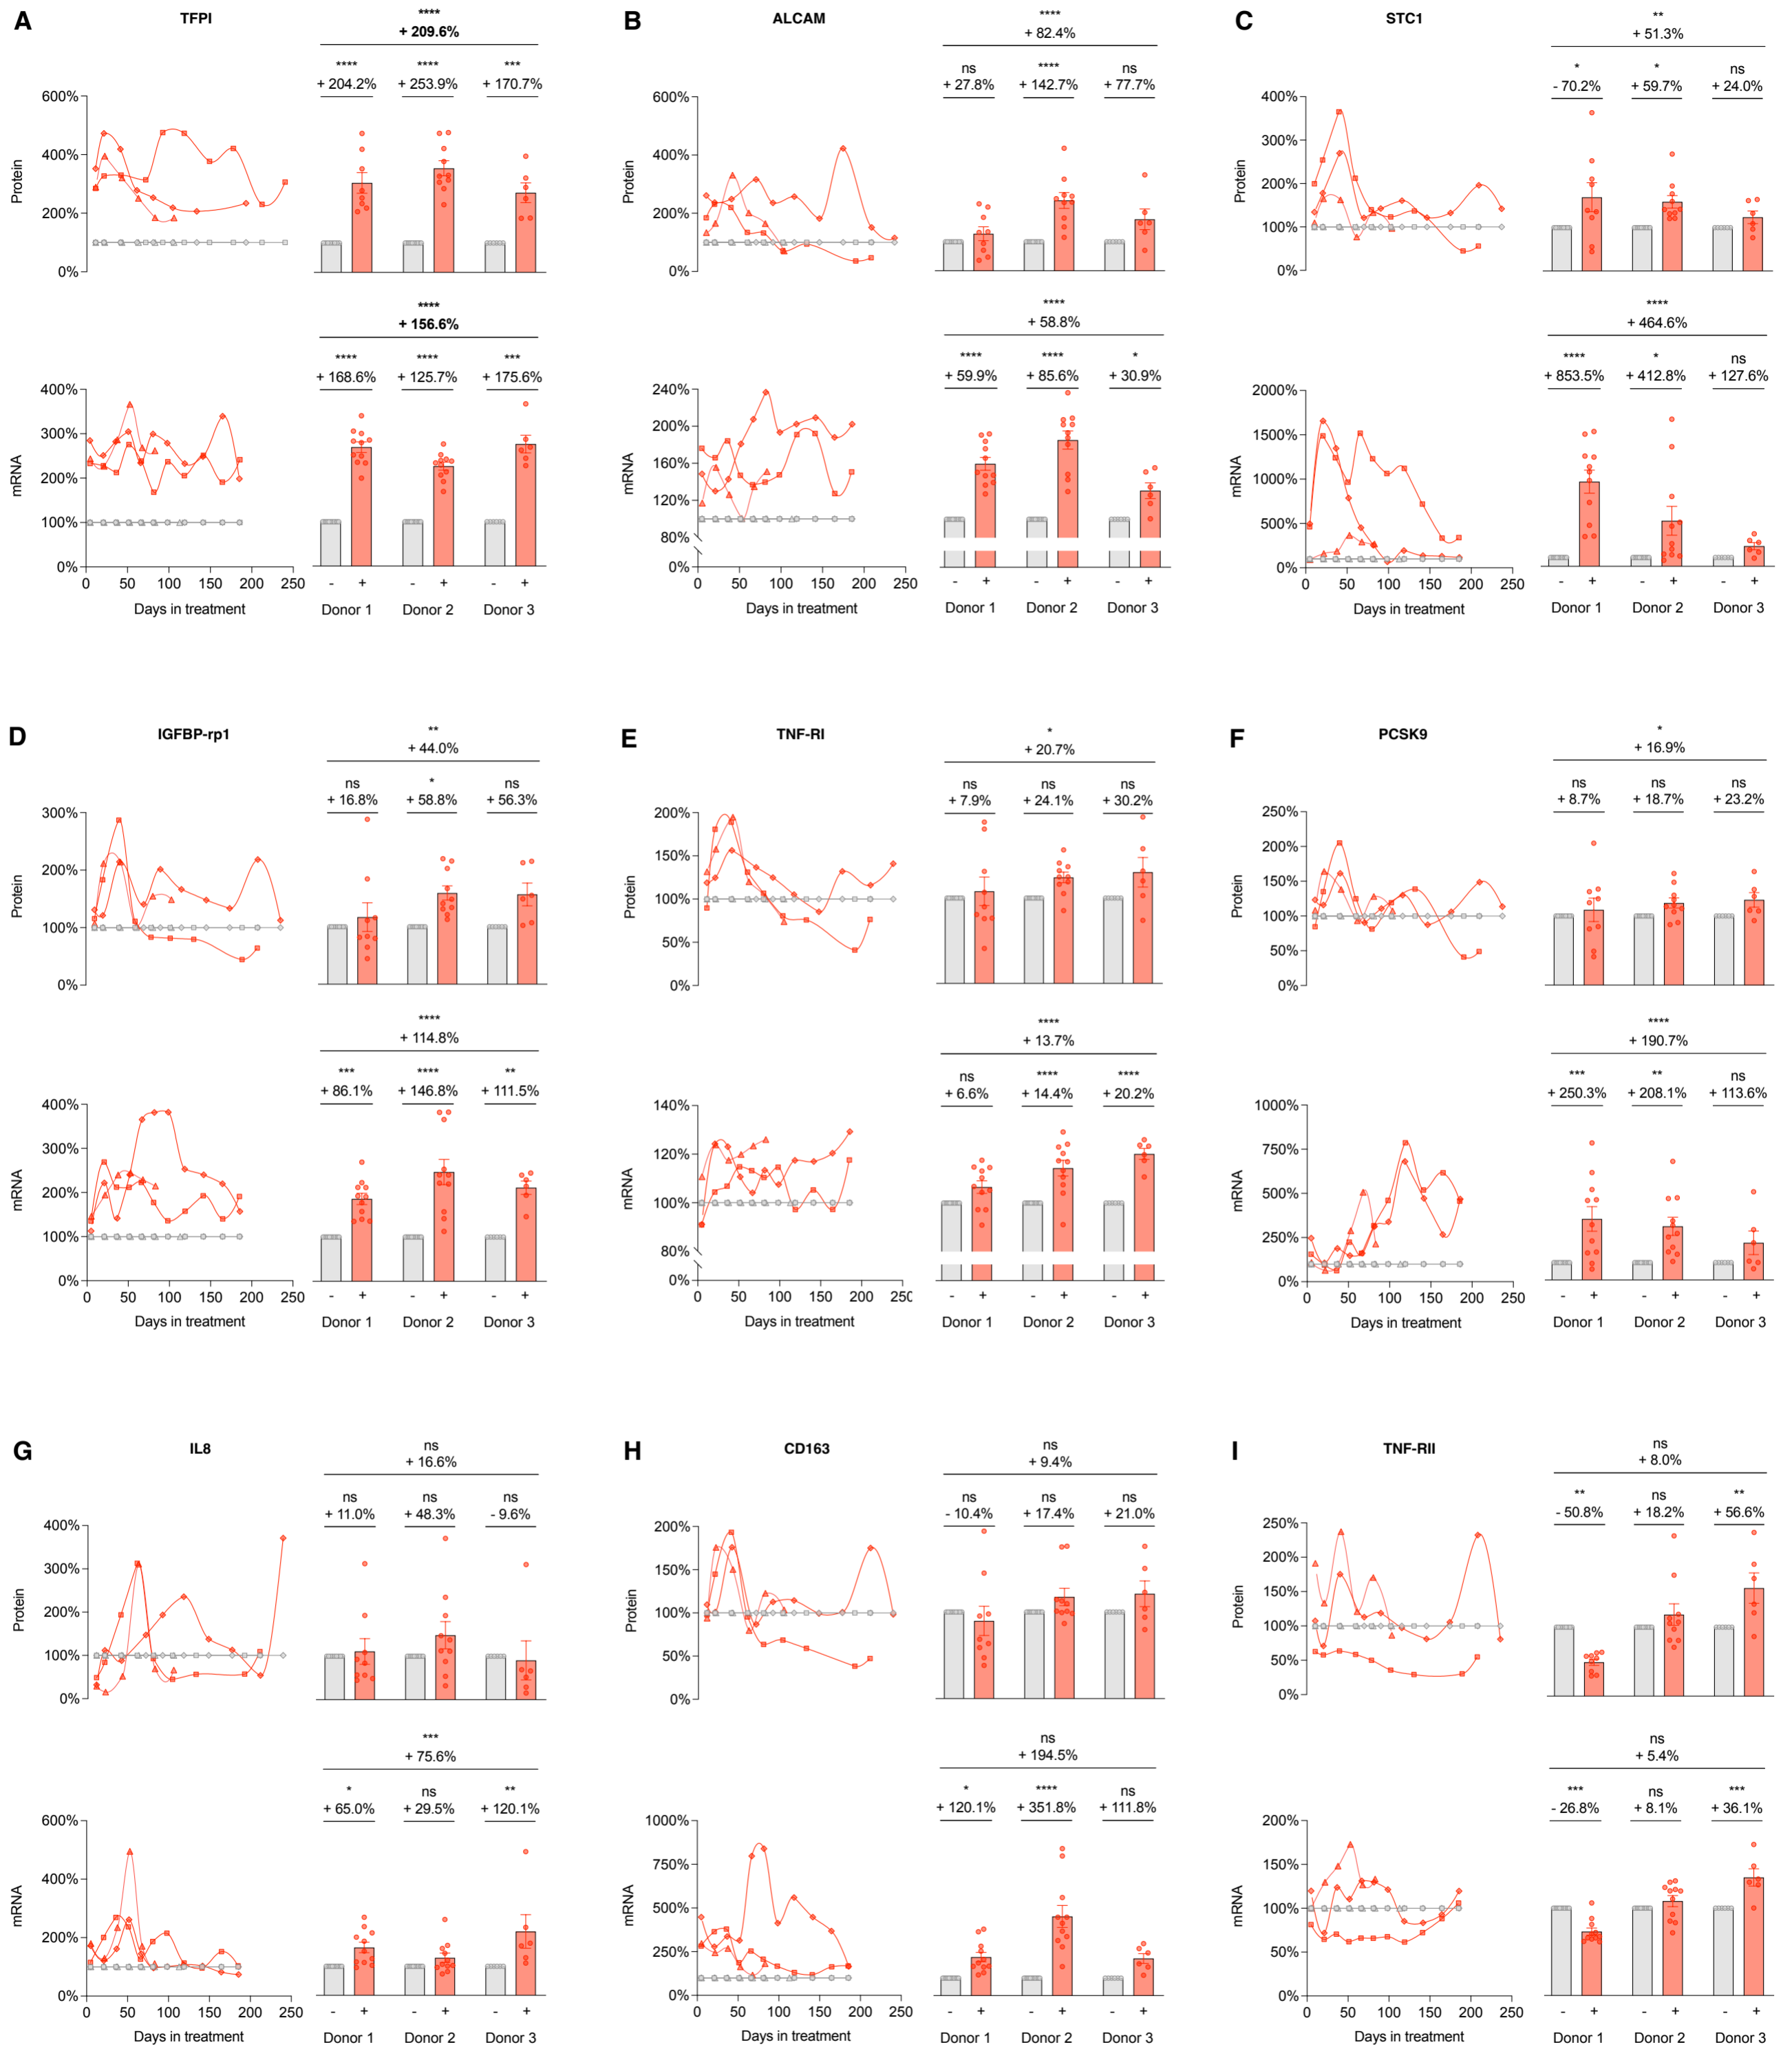 A
TFPI
****
+ 209.6%
**** **** ***
+ 204.2% + 253.9% + 170.7%
600%
400%
200%
0%
Protein
****
+ 156.6%
**** **** ***
+ 168.6% + 125.7% + 175.6%
400%
300%
200%
100%
0%
mRNA
0 50 100 150 200 250
Days in treatment
- + - + - +
Donor 1 Donor 2 Donor 3
B
ALCAM
****
+ 82.4%
ns **** ns
+ 27.8% + 142.7% + 77.7%
600%
400%
200%
0%
Protein
****
+ 58.8%
**** **** *
+ 59.9% + 85.6% + 30.9%
240%
200%
160%
120%
80%
0%
mRNA
0 50 100 150 200 250
Days in treatment
- + - + - +
Donor 1 Donor 2 Donor 3
C
STC1
**
+ 51.3%
* * ns
- 70.2% + 59.7% + 24.0%
400%
300%
200%
100%
0%
Protein
****
+ 464.6%
**** * ns
+ 853.5% + 412.8% + 127.6%
2000%
1500%
1000%
500%
0%
mRNA
0 50 100 150 200 250
Days in treatment
- + - + - +
Donor 1 Donor 2 Donor 3
D
IGFBP-rp1
**
+ 44.0%
ns * ns
+ 16.8% + 58.8% + 56.3%
300%
200%
100%
0%
Protein
****
+ 114.8%
*** **** **
+ 86.1% + 146.8% + 111.5%
400%
300%
200%
100%
0%
mRNA
0 50 100 150 200 250
Days in treatment
- + - + - +
Donor 1 Donor 2 Donor 3
E
TNF-RI
*
+ 20.7%
ns ns ns
+ 7.9% + 24.1% + 30.2%
200%
150%
100%
50%
0%
Protein
****
+ 13.7%
ns **** ****
+ 6.6% + 14.4% + 20.2%
140%
120%
100%
80%
0%
mRNA
0 50 100 150 200 250
Days in treatment
- + - + - +
Donor 1 Donor 2 Donor 3
F
PCSK9
*
+ 16.9%
ns ns ns
+ 8.7% + 18.7% + 23.2%
250%
200%
150%
100%
50%
0%
Protein
****
+ 190.7%
*** ** ns
+ 250.3% + 208.1% + 113.6%
1000%
750%
500%
250%
0%
mRNA
0 50 100 150 200 250
Days in treatment
- + - + - +
Donor 1 Donor 2 Donor 3
G
IL8
ns
+ 16.6%
ns ns ns
+ 11.0% + 48.3% - 9.6%
400%
300%
200%
100%
0%
Protein
***
+ 75.6%
* ns **
+ 65.0% + 29.5% + 120.1%
600%
400%
200%
0%
mRNA
0 50 100 150 200 250
Days in treatment
- + - + - +
Donor 1 Donor 2 Donor 3
H
CD163
ns
+ 9.4%
ns ns ns
- 10.4% + 17.4% + 21.0%
200%
150%
100%
50%
0%
Protein
ns
+ 194.5%
* **** ns
+ 120.1% + 351.8% + 111.8%
1000%
750%
500%
250%
0%
mRNA
0 50 100 150 200 250
Days in treatment
- + - + - +
Donor 1 Donor 2 Donor 3
I
TNF-RII
ns
+ 8.0%
** ns **
- 50.8% + 18.2% + 56.6%
250%
200%
150%
100%
50%
0%
Protein
ns
+ 5.4%
*** ns ***
- 26.8% + 8.1% + 36.1%
200%
150%
100%
50%
0%
mRNA
0 50 100 150 200 250
Days in treatment
- + - + - +
Donor 1 Donor 2 Donor 3